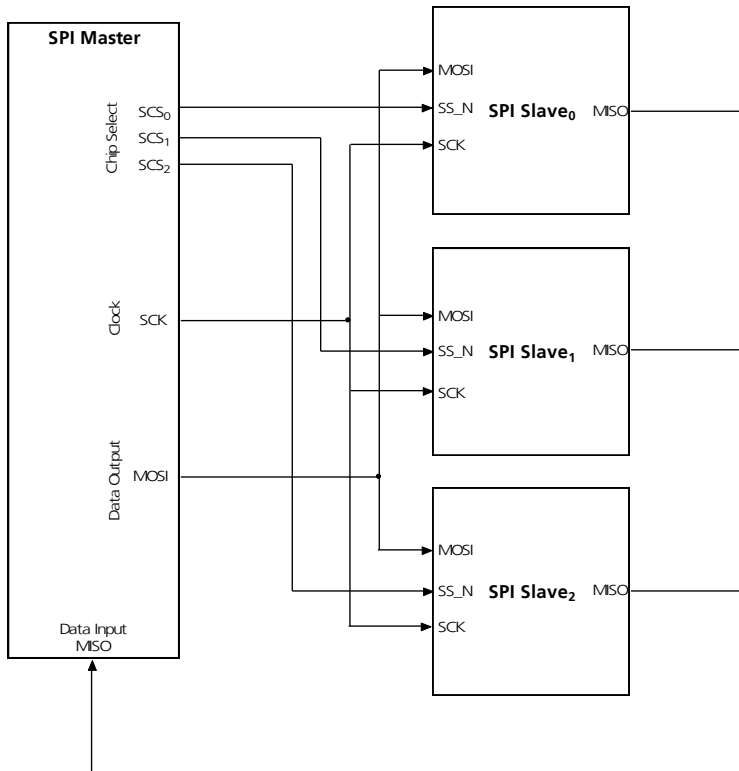 SPI Master
Chip Select
SCS0
SCS1
SCS2
Clock
SCK
Data Output
MOSI
Data Input
MISO
MOSI
SS_N
SCK
SPI Slave0
MISO
MOSI
SS_N
SCK
SPI Slave1
MISO
MOSI
SS_N
SCK
SPI Slave2
MISO